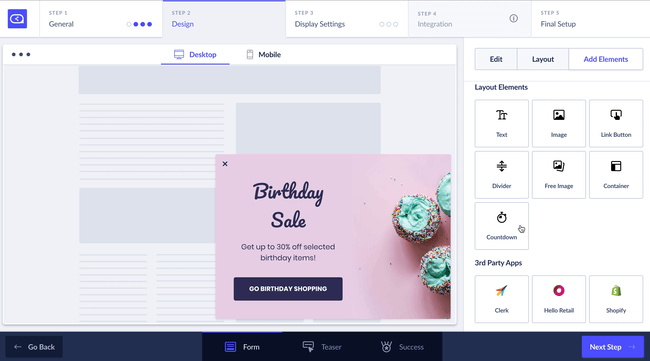 STEP 1
General
STEP 2
Design
STEP 3
Display Settings
STEP 4
Integration
STEP 5
Final Setup
Desktop
Mobile
Edit
Layout
Add Elements
Layout Elements
Text
Image
Link Button
Divider
Free Image
Container
Countdown
3rd Party Apps
Clerk
Hello Retail
Shopify
Birthday
Sale
Get up to 30% off selected
birthday items!
GO BIRTHDAY SHOPPING
Go Back
Form
Teaser
Success
Next Step